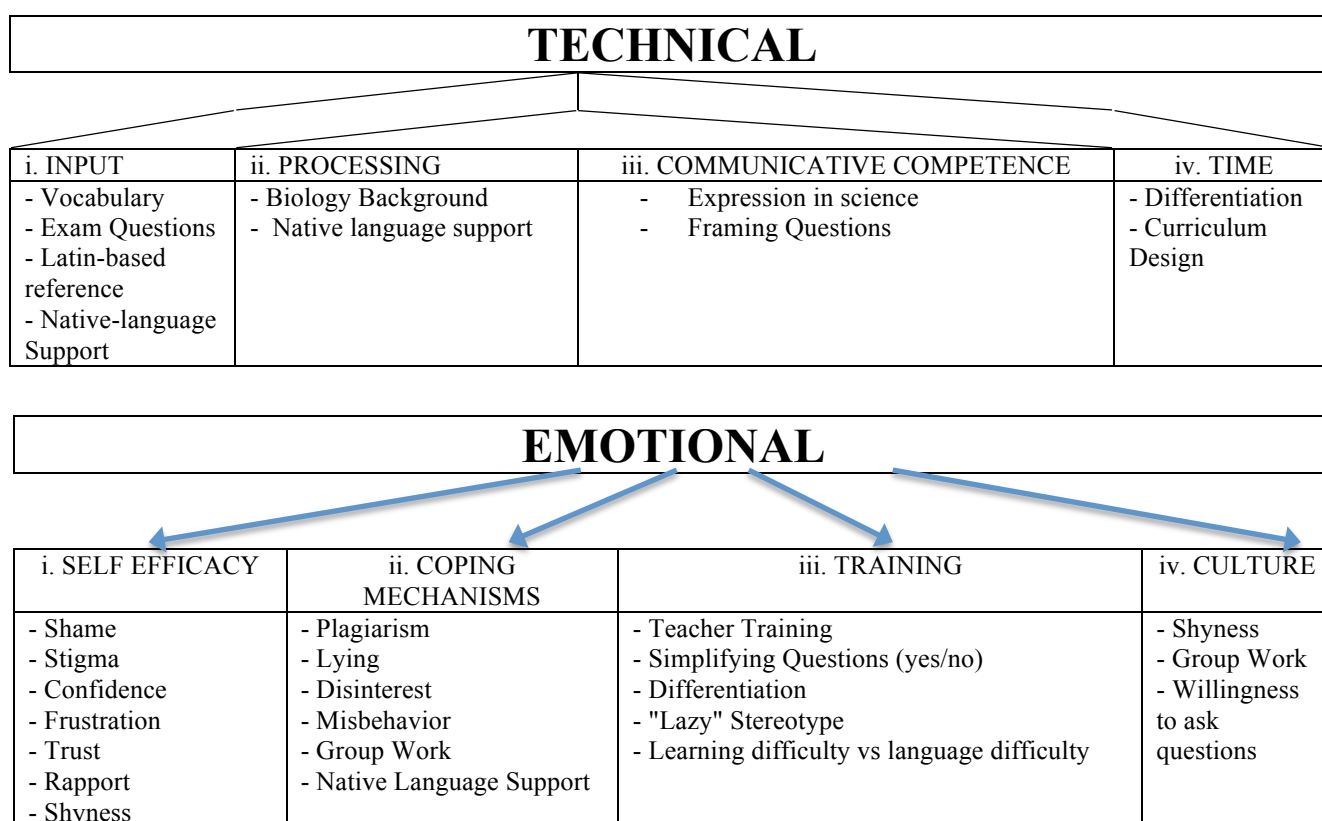 TECHNICAL
i. INPUT
- Vocabulary
- Exam Questions
- Latin-based
reference
- Native-language
Support
ii. PROCESSING
- Biology Background
- Native language support
iii. COMMUNICATIVE COMPETENCE
- Expression in science
- Framing Questions
iv. TIME
- Differentiation
- Curriculum
Design
EMOTIONAL
i. SELF EFFICACY
- Shame
- Stigma
- Confidence
- Frustration
- Trust
- Rapport
- Shyness
ii. COPING
MECHANISMS
- Plagiarism
- Lying
- Disinterest
- Misbehavior
- Group Work
- Native Language Support
iii. TRAINING
- Teacher Training
- Simplifying Questions (yes/no)
- Differentiation
- "Lazy" Stereotype
- Learning difficulty vs language difficulty
iv. CULTURE
- Shyness
- Group Work
- Willingness
to ask
questions